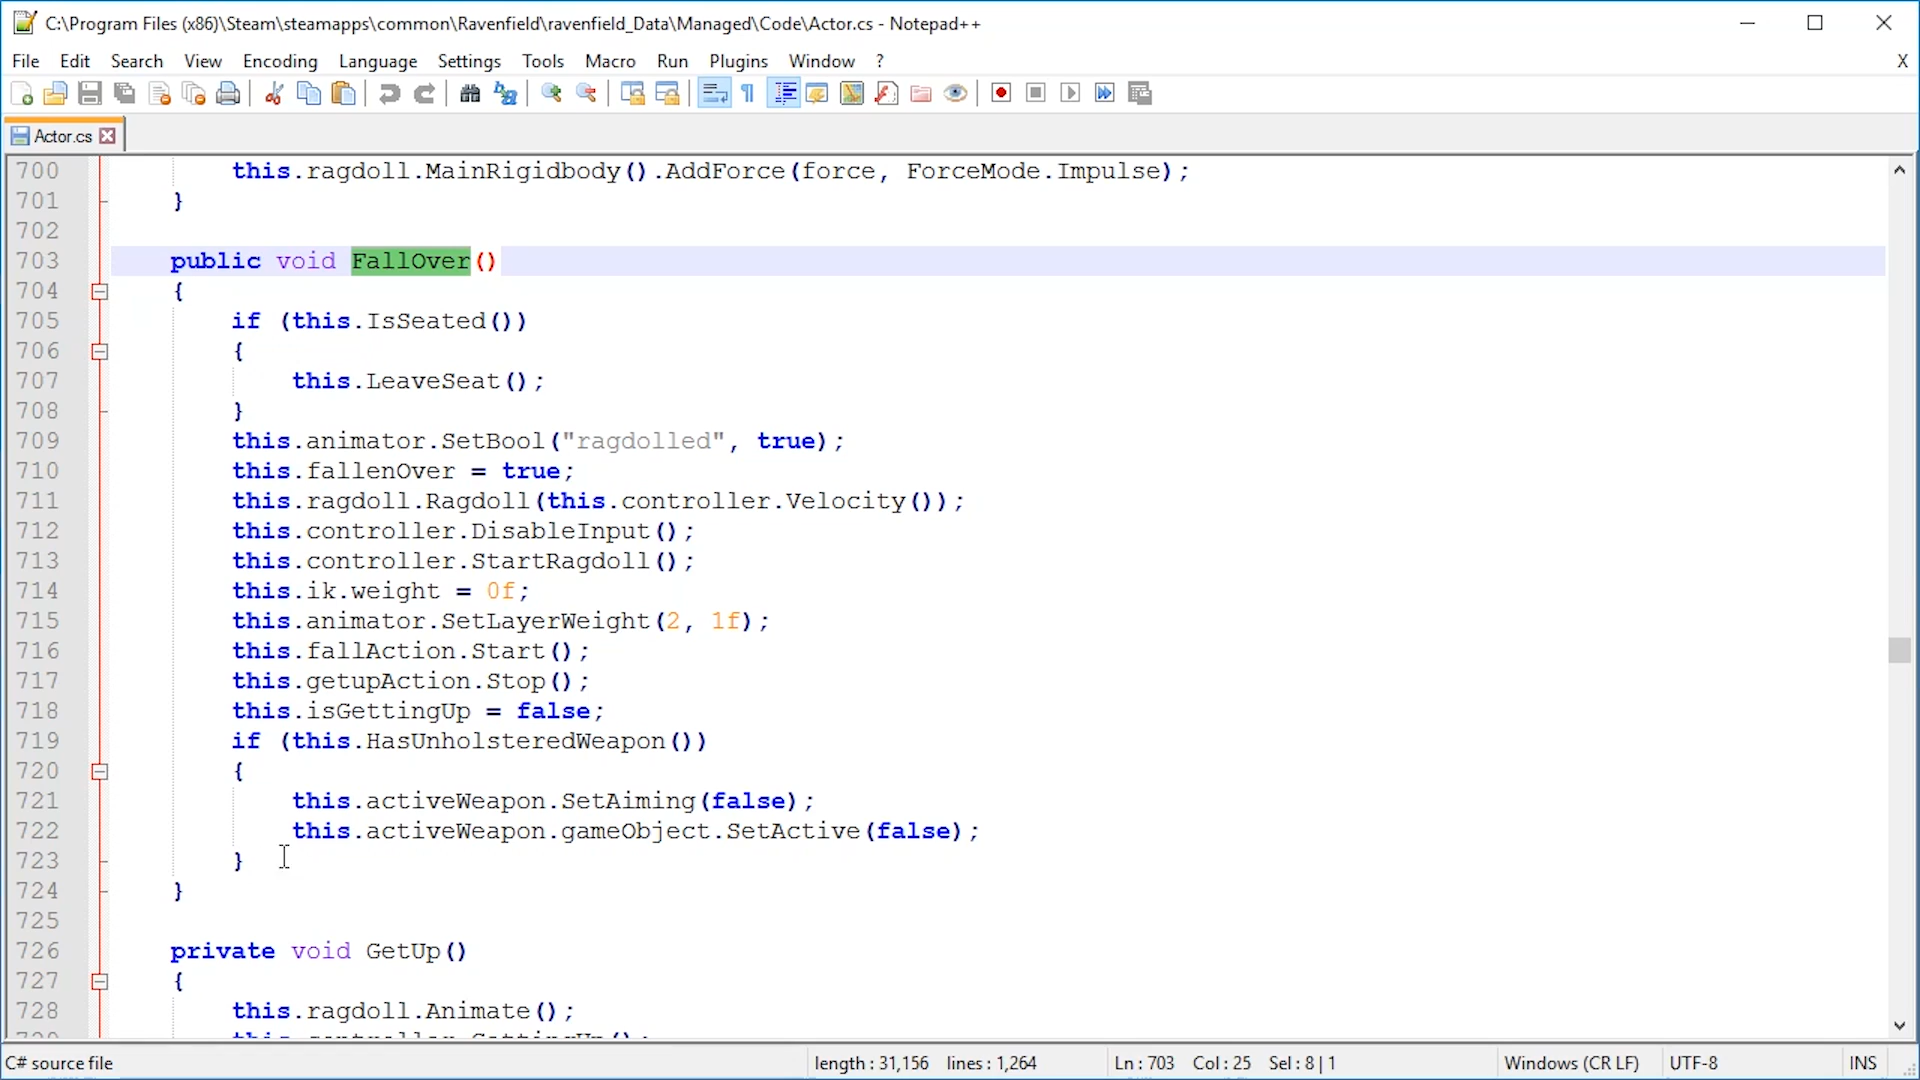 C:\Program Files (x86)\Steam\steamapps\common\Ravenfield\ravenfield_Data\Managed\Code\Actor.cs - Notepad++
File Edit Search View Encoding Language Settings Tools Macro Run Plugins Window ? X
Actor.cs
700 this.ragdoll.MainRigidbody().AddForce(force, ForceMode.Impulse);
701 }
702
703 public void FallOver()
704 {
705 if (this.IsSeated())
706 {
707 this.LeaveSeat();
708 }
709 this.animator.SetBool("ragdolled", true);
710 this.fallenOver = true;
711 this.ragdoll.Ragdoll(this.controller.Velocity());
712 this.controller.DisableInput();
713 this.controller.StartRagdoll();
714 this.ik.weight = 0f;
715 this.animator.SetLayerWeight(2, 1f);
716 this.fallAction.Start();
717 this.getupAction.Stop();
718 this.isGettingUp = false;
719 if (this.HasUnholsteredWeapon())
720 {
721 this.activeWeapon.SetAiming(false);
722 this.activeWeapon.gameObject.SetActive(false);
723 }
724 }
725
726 private void GetUp()
727 {
728 this.ragdoll.Animate();
C# source file length : 31,156 lines : 1,264 Ln : 703 Col : 25 Sel : 8 | 1 Windows (CR LF) UTF-8 INS